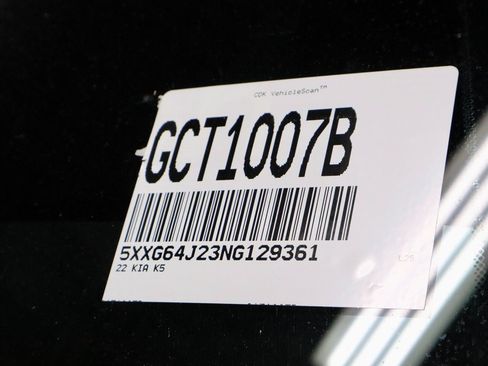 CDK VehicleScan™
GCT1007B
5XXG64J23NG129361
22 KIA K5